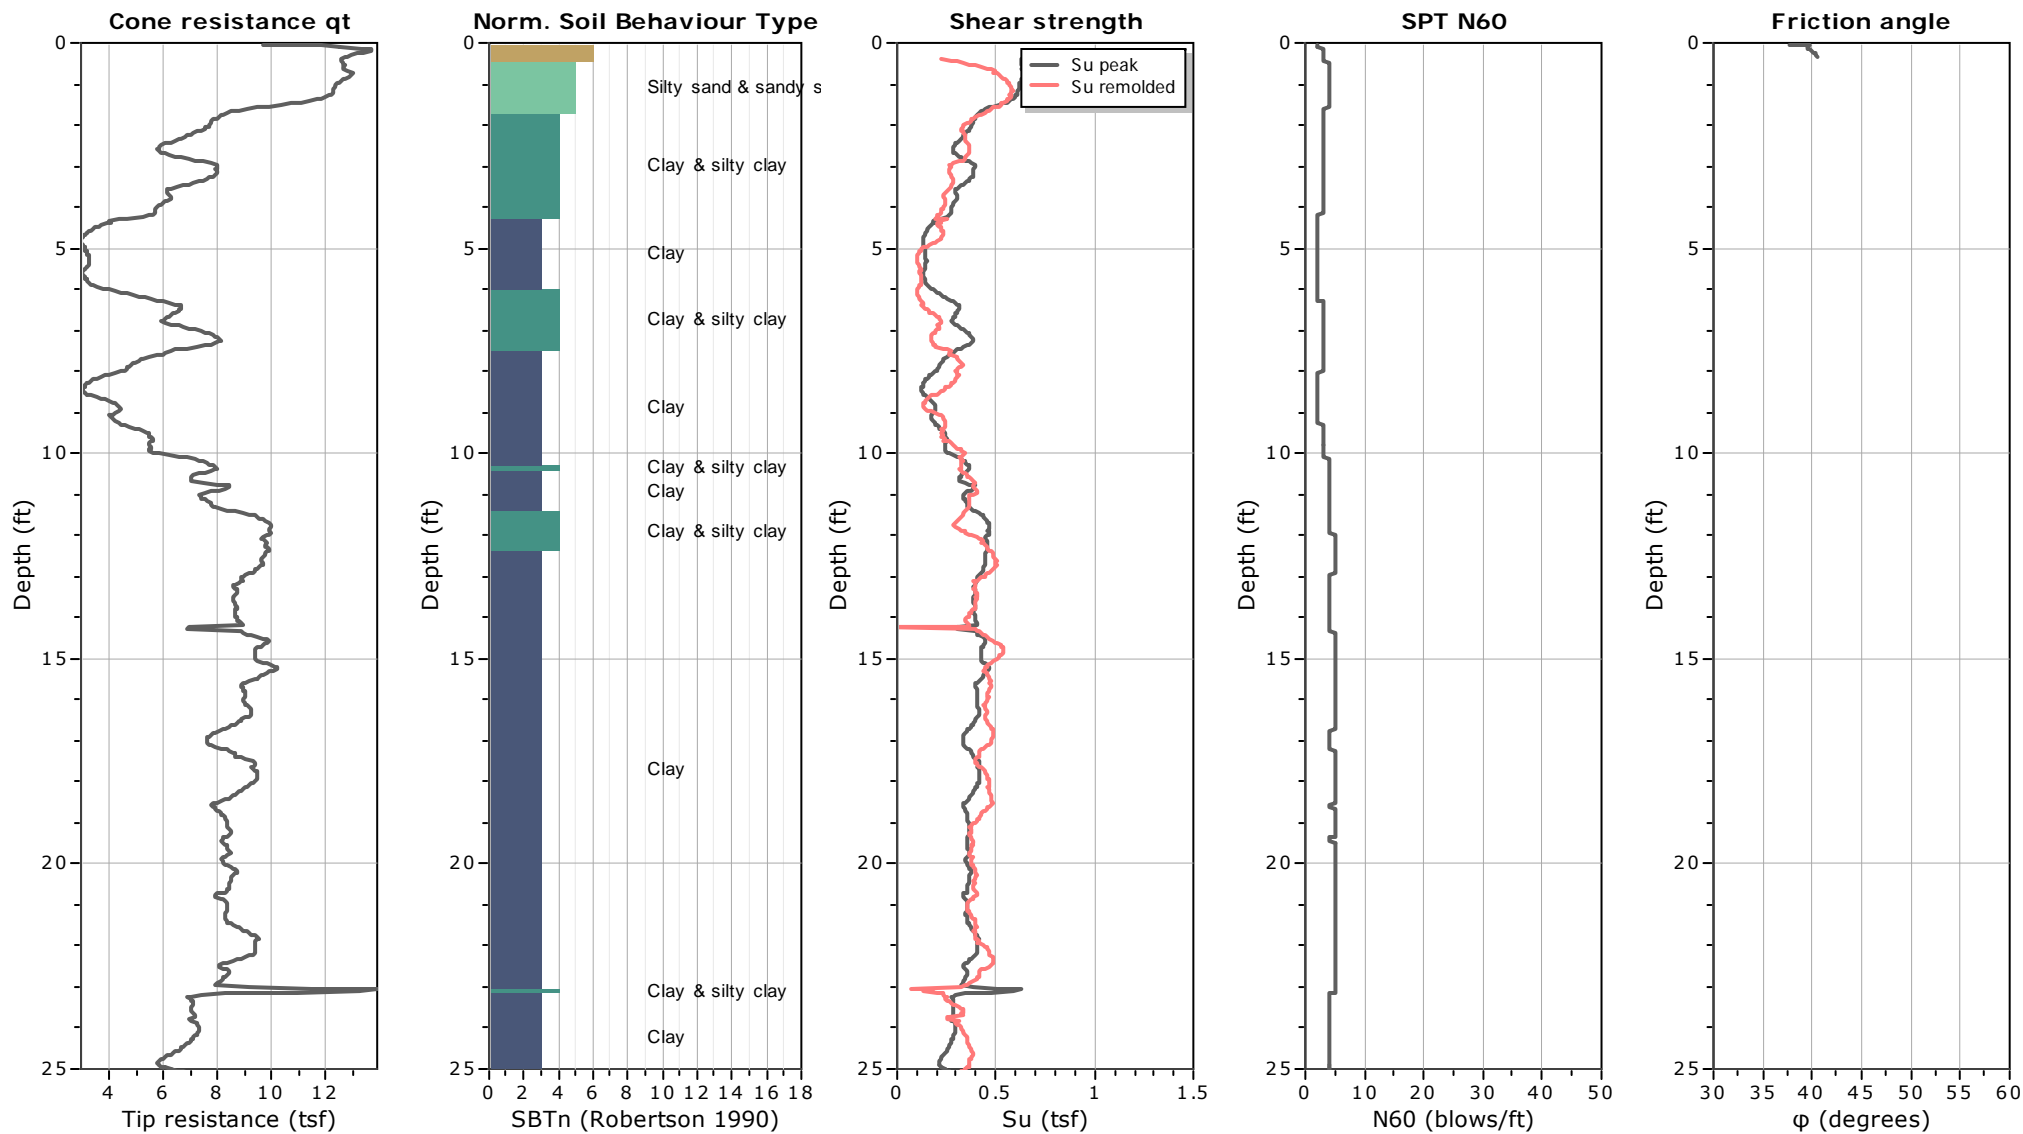 Cone resistance qt
0
5
10
15
20
25
Depth (ft)
4 6 8 10 12
Tip resistance (tsf)
Norm. Soil Behaviour Type
0
5
10
15
20
25
Depth (ft)
Silty sand & sandy s
Clay & silty clay
Clay
Clay & silty clay
Clay
Clay & silty clay
Clay
Clay & silty clay
Clay
Clay & silty clay
Clay
0 2 4 6 8 10 12 14 16 18
SBTn (Robertson 1990)
Shear strength
Su peak
Su remolded
0
5
10
15
20
25
Depth (ft)
0 0.5 1 1.5
Su (tsf)
SPT N60
0
5
10
15
20
25
Depth (ft)
0 10 20 30 40 50
N60 (blows/ft)
Friction angle
0
5
10
15
20
25
Depth (ft)
30 35 40 45 50 55 60
φ (degrees)